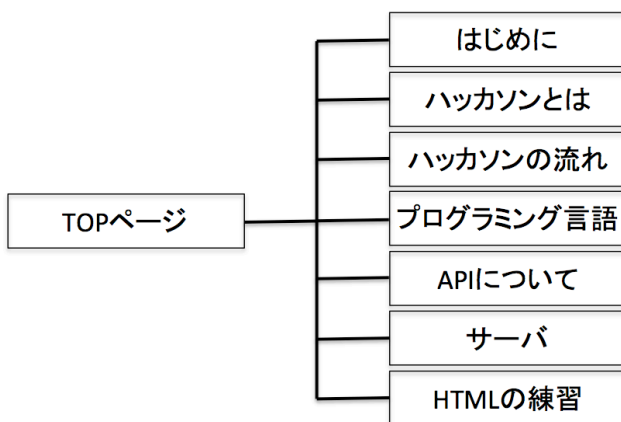 TOPページ
はじめに
ハッカソンとは
ハッカソンの流れ
プログラミング言語
APIについて
サーバ
HTMLの練習